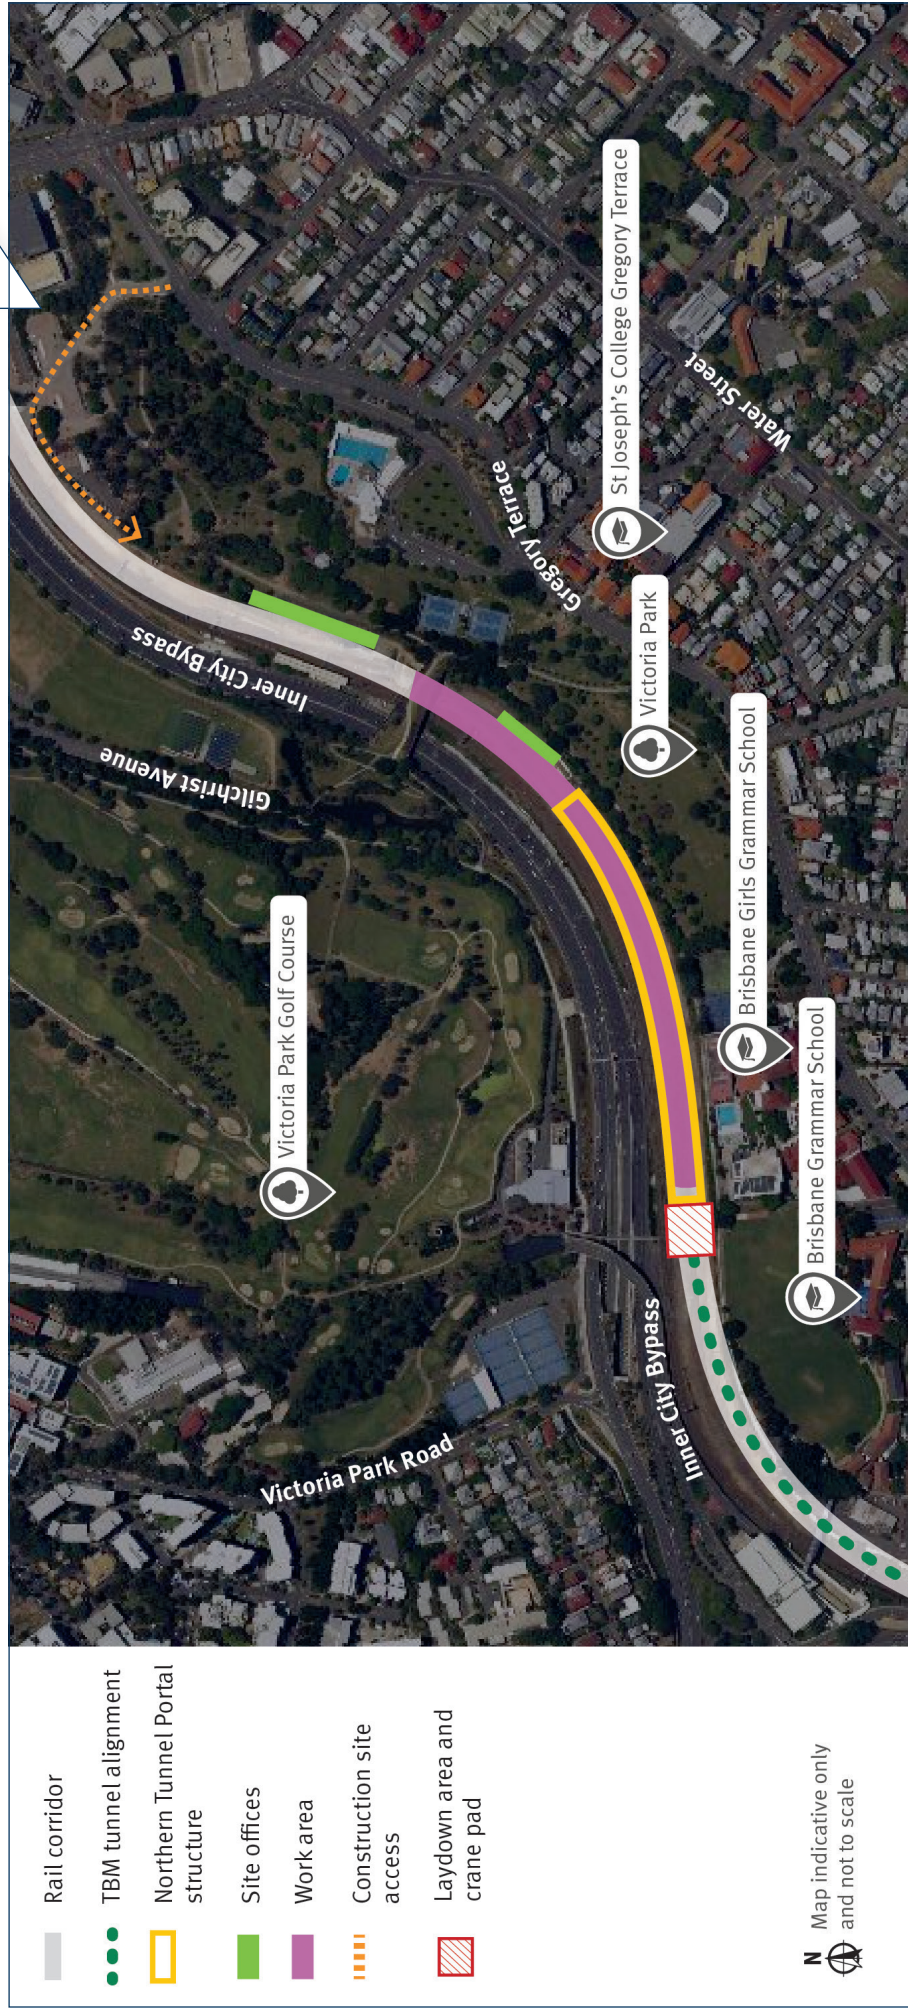 Rail corridor
TBM tunnel alignment
Northern Tunnel Portal
structure
Site offices
Work area
Construction site
access
Laydown area and
crane pad
N
Map indicative only
and not to scale
Victoria Park Road
Victoria Park Golf Course
Gilchrist Avenue
Inner City Bypass
Inner City Bypass
Gregory Terrace
St Joseph's College Gregory Terrace
Water Street
Victoria Park
Brisbane Girls Grammar School
Brisbane Grammar School